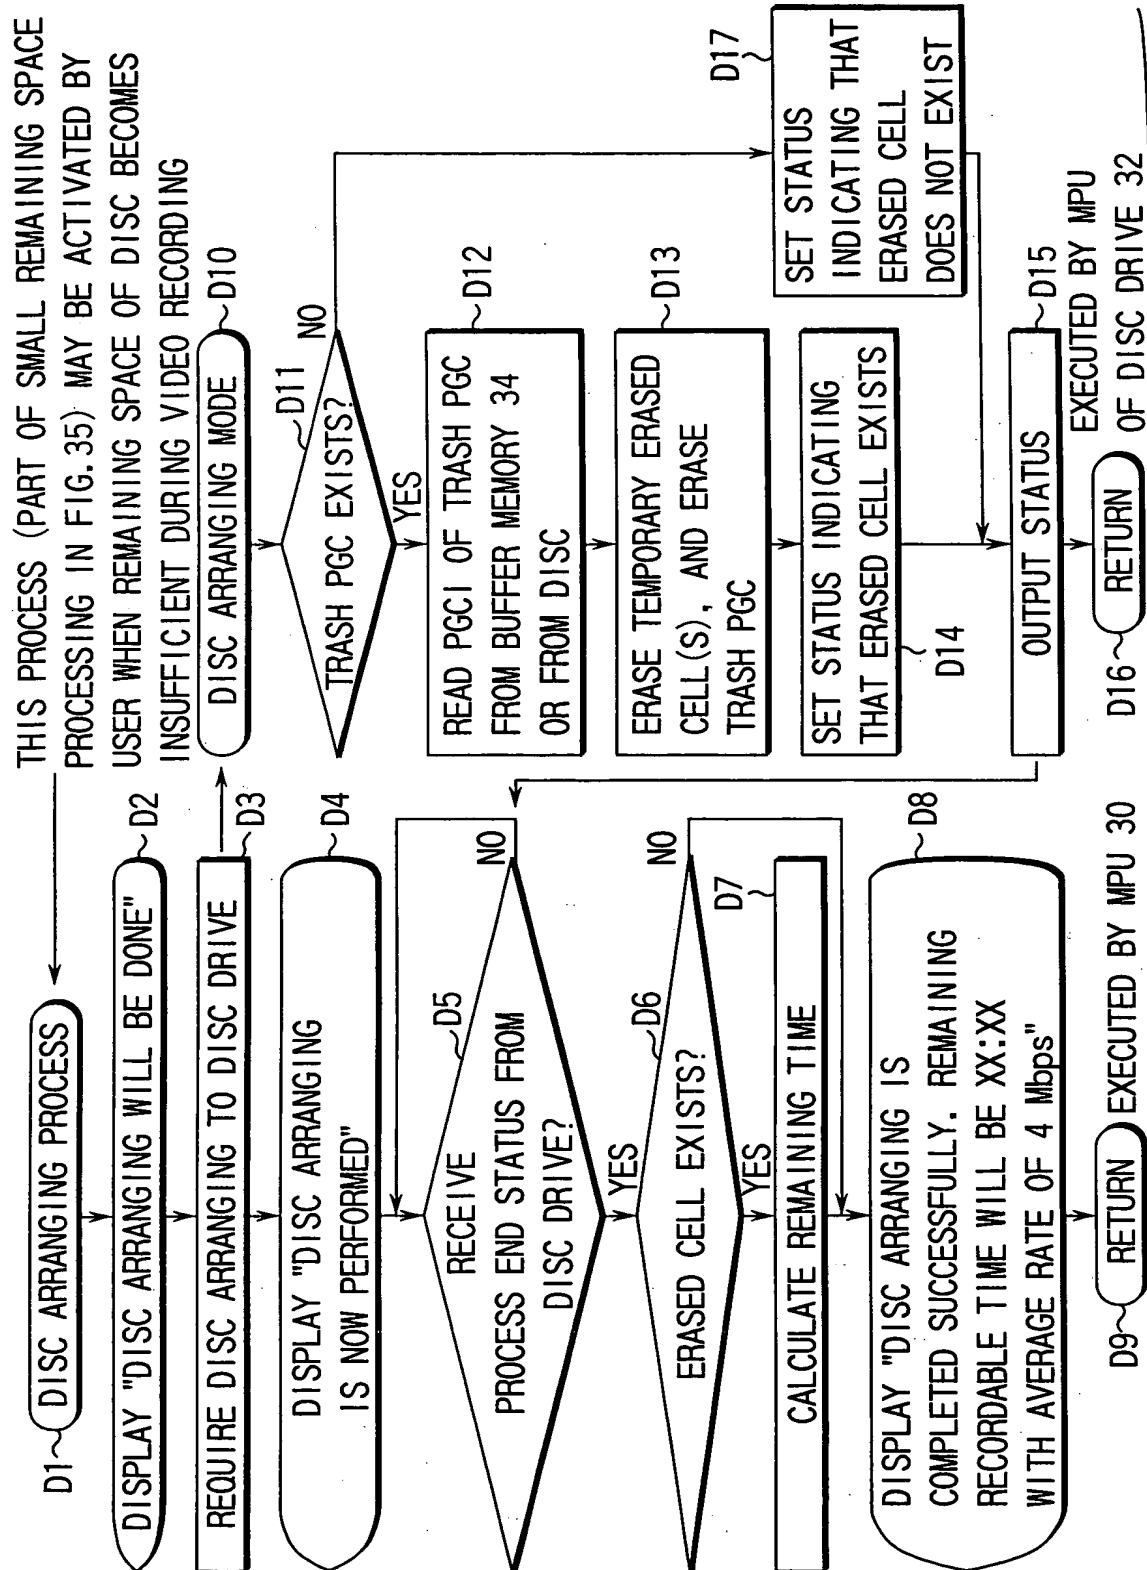 THIS PROCESS (PART OF SMALL REMAINING SPACE
PROCESSING IN FIG.35) MAY BE ACTIVATED BY
USER WHEN REMAINING SPACE OF DISC BECOMES
INSUFFICIENT DURING VIDEO RECORDING
D1
DISC ARRANGING PROCESS
D2
DISPLAY "DISC ARRANGING WILL BE DONE"
D3
REQUIRE DISC ARRANGING TO DISC DRIVE
D4
DISPLAY "DISC ARRANGING
IS NOW PERFORMED"
D5
RECEIVE
PROCESS END STATUS FROM
DISC DRIVE?
NO
YES
D6
ERASED CELL EXISTS?
NO
YES
D7
CALCULATE REMAINING TIME
D8
DISPLAY "DISC ARRANGING IS
COMPLETED SUCCESSFULLY. REMAINING
RECORDABLE TIME WILL BE XX:XX
WITH AVERAGE RATE OF 4 Mbps"
D9
RETURN
EXECUTED BY MPU 30
D10
DISC ARRANGING MODE
D11
TRASH PGC EXISTS?
NO
YES
D12
READ PGCI OF TRASH PGC
FROM BUFFER MEMORY 34
OR FROM DISC
D13
ERASE TEMPORARY ERASED
CELL(S), AND ERASE
TRASH PGC
SET STATUS INDICATING
THAT ERASED CELL EXISTS
D14
D17
SET STATUS
INDICATING THAT
ERASED CELL
DOES NOT EXIST
D15
OUTPUT STATUS
D16
RETURN
EXECUTED BY MPU
OF DISC DRIVE 32